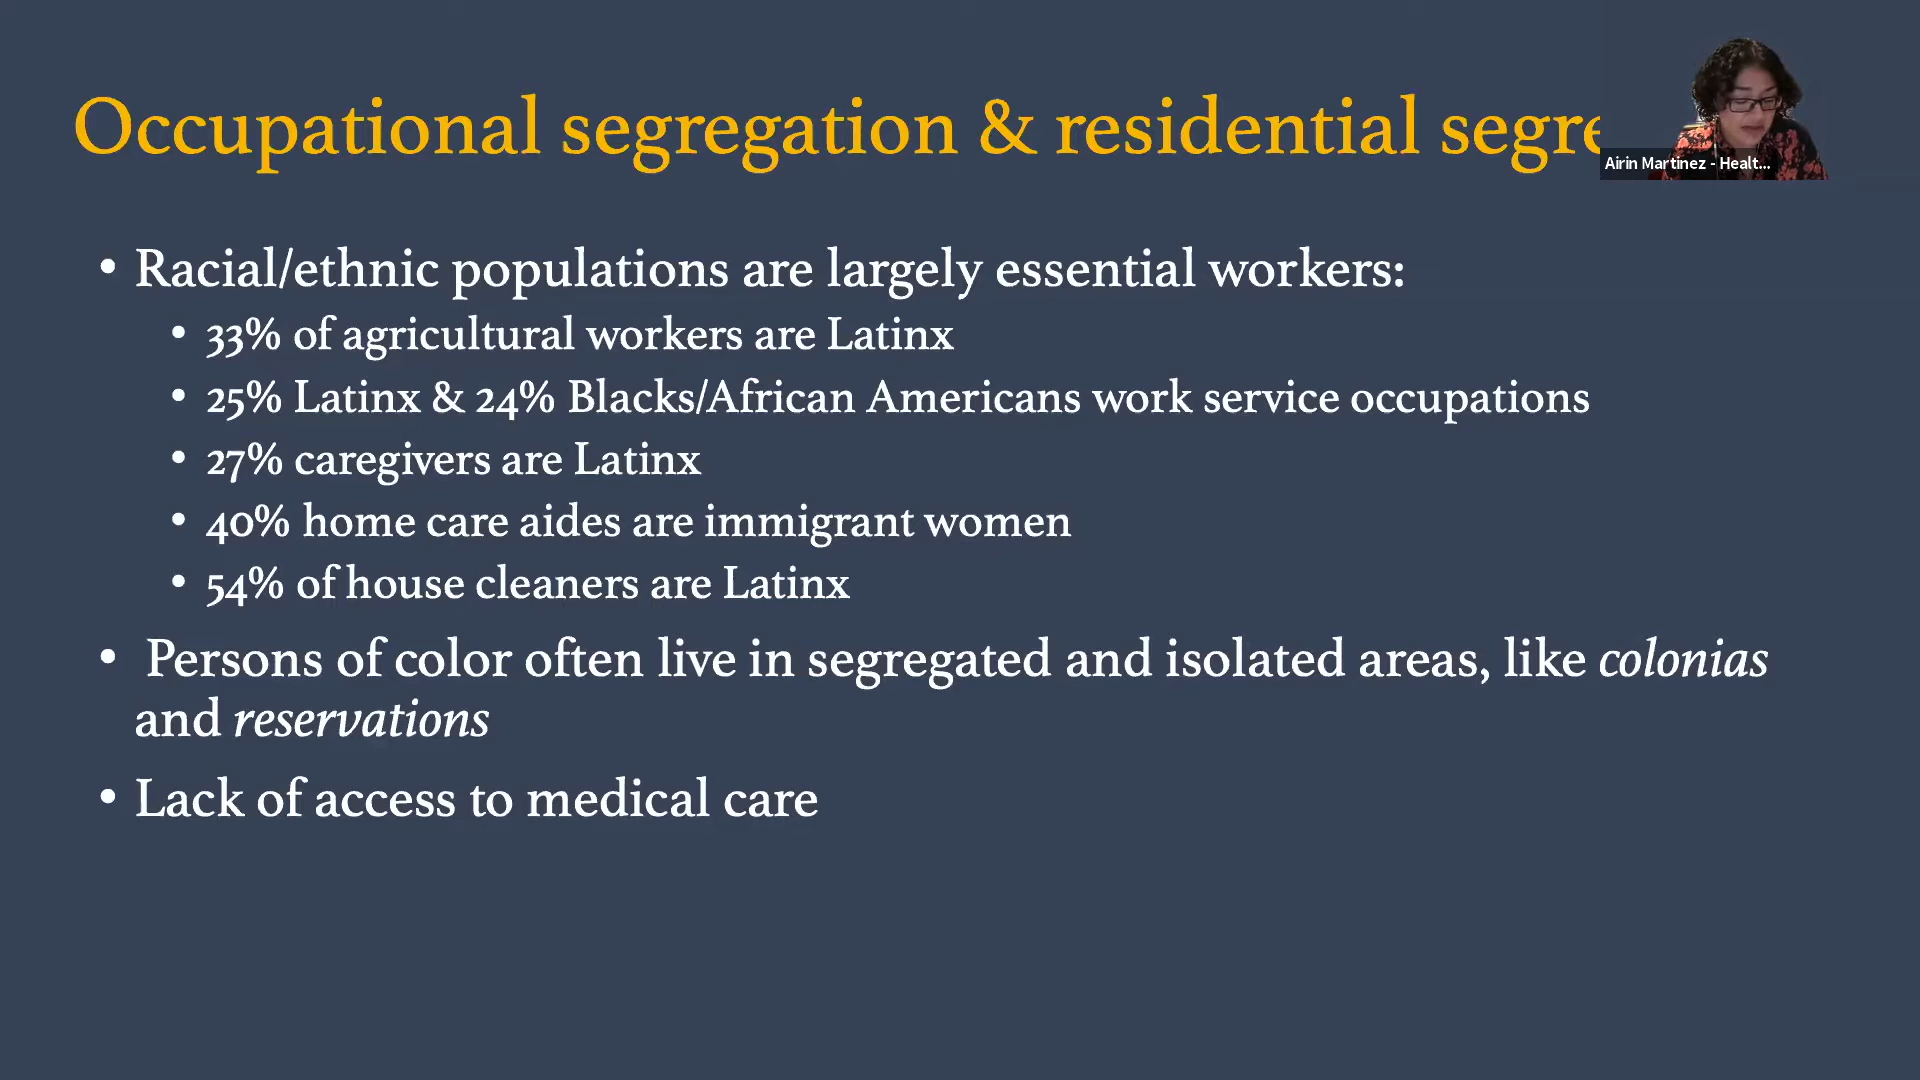 Occupational segregation & residential segre
Airin Martinez - Healt...
• Racial/ethnic populations are largely essential workers:
• 33% of agricultural workers are Latinx
• 25% Latinx & 24% Blacks/African Americans work service occupations
• 27% caregivers are Latinx
• 40% home care aides are immigrant women
• 54% of house cleaners are Latinx
• Persons of color often live in segregated and isolated areas, like colonias
and reservations
• Lack of access to medical care